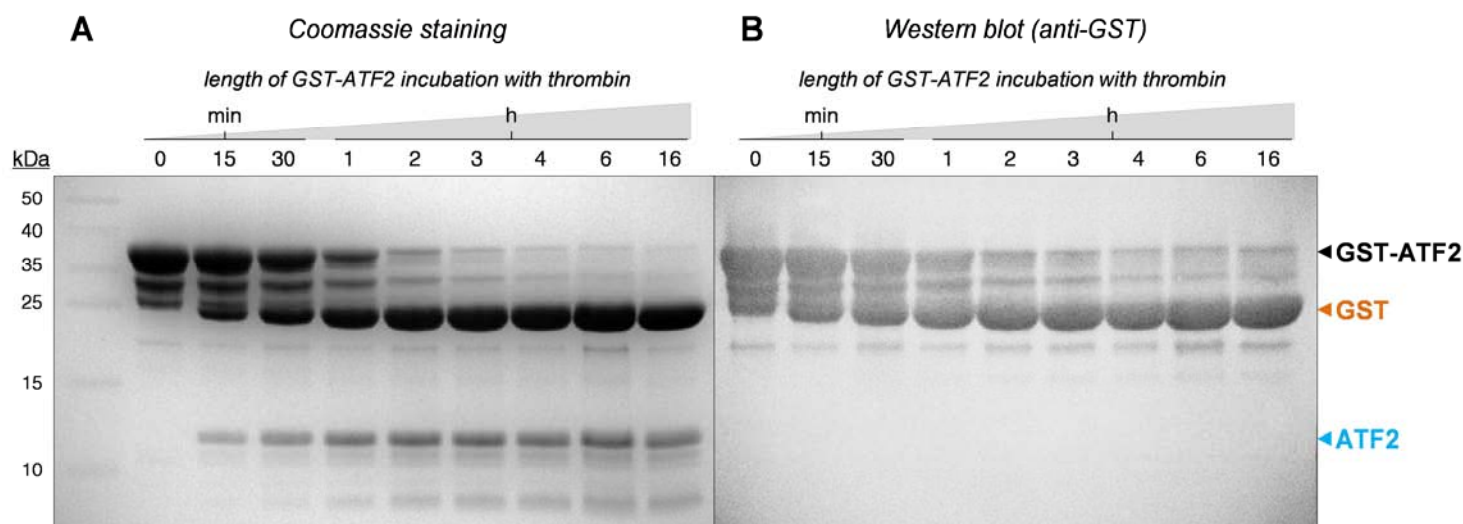 A Coomassie staining
length of GST-ATF2 incubation with thrombin
min h
kDa 0 15 30 1 2 3 4 6 16
50
40
35
25
15
10
B Western blot (anti-GST)
length of GST-ATF2 incubation with thrombin
min h
0 15 30 1 2 3 4 6 16
GST-ATF2
GST
ATF2